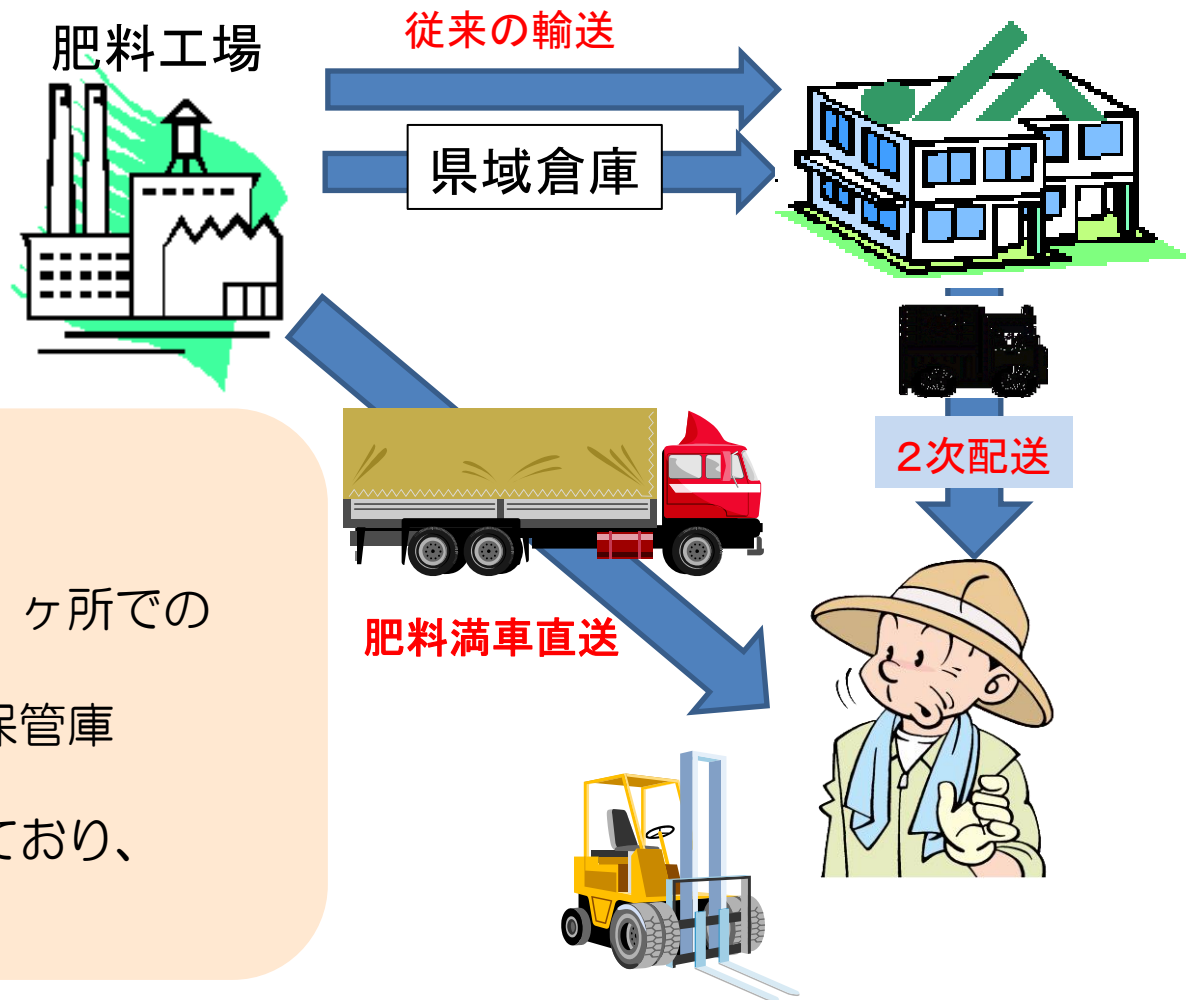 肥料工場
従来の輸送
県域倉庫
JA
2次配送
肥料満車直送
ヶ所での
保管庫
ており、